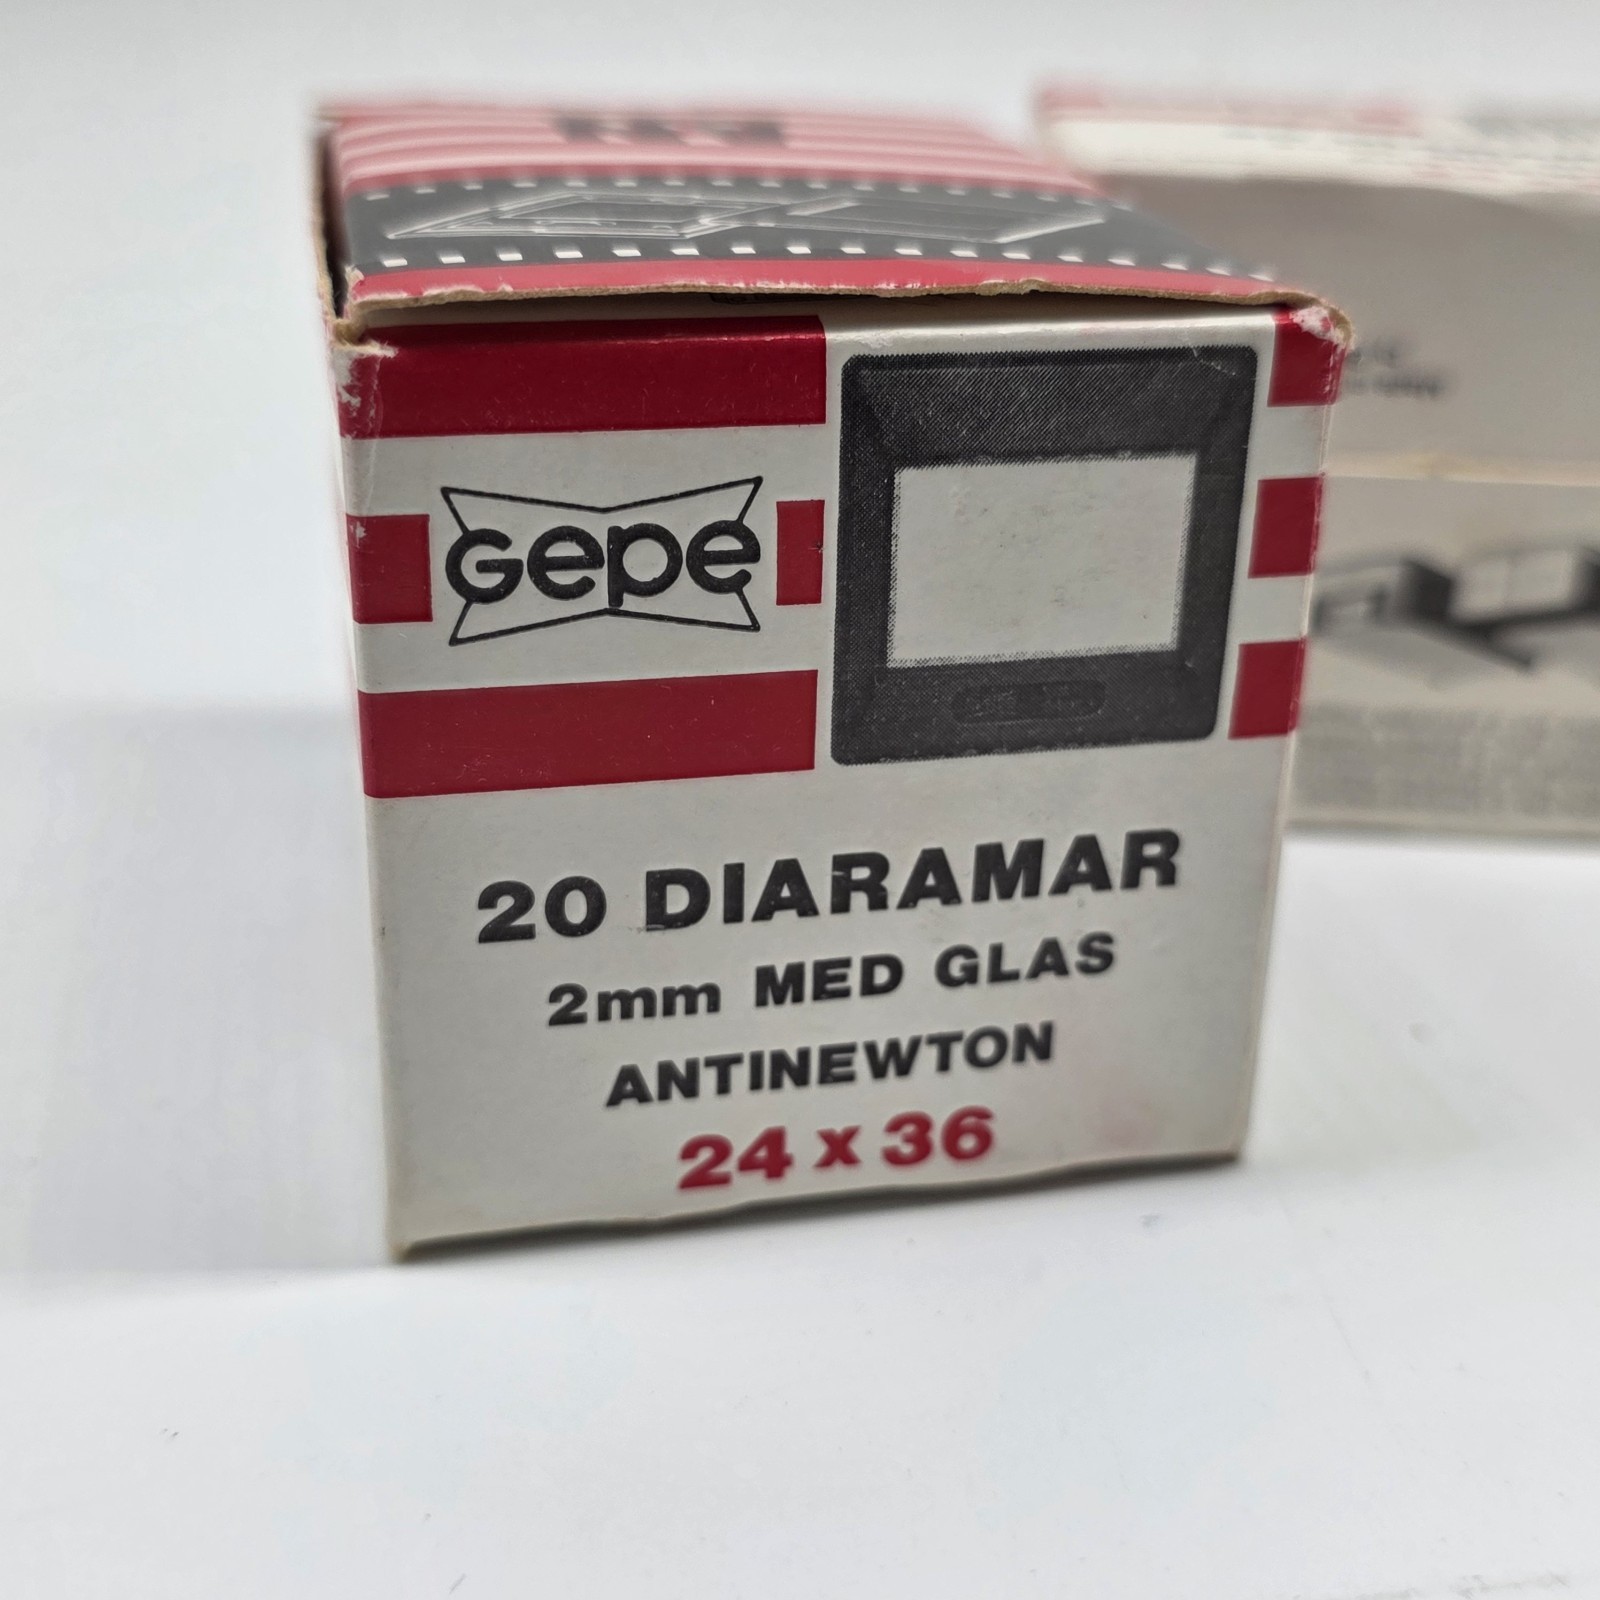 Gepe
20 DIARAMAR
2mm MED GLAS
ANTINEWTON
24 x 36